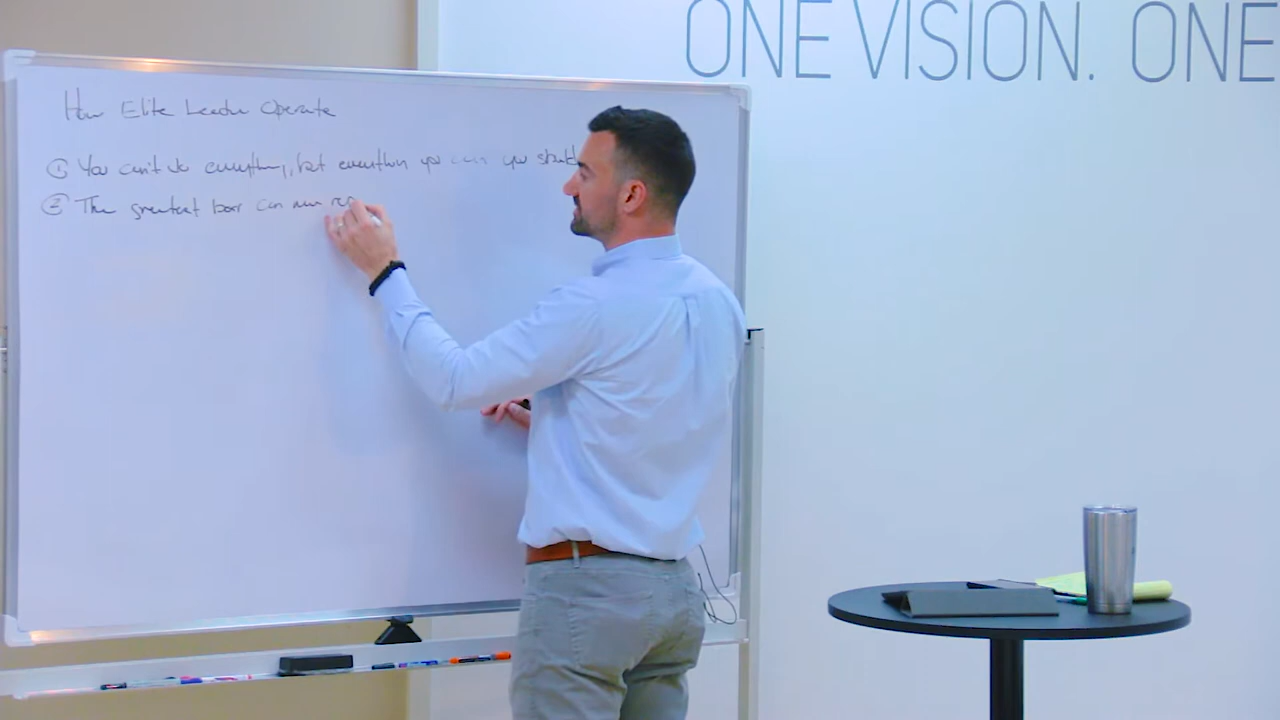 ONE VISION. ONE
How Elite Leaders Operate
① You can't do everything, but everything you can you should
② The greatest boss can run